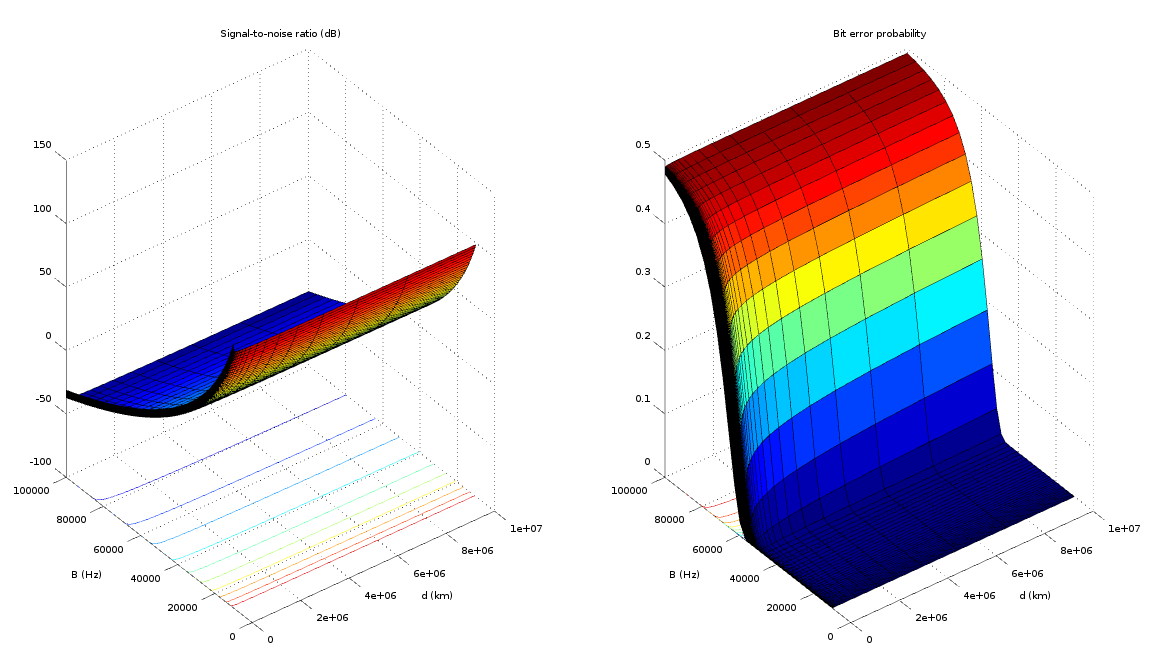 Signal-to-noise ratio (dB)
150
100
50
0
-50
-100
100000
80000
60000
40000
20000
0
B (Hz)
0
2e+06
4e+06
6e+06
8e+06
1e+07
d (km)
Bit error probability
0.5
0.4
0.3
0.2
0.1
0
100000
80000
60000
40000
20000
0
B (Hz)
0
2e+06
4e+06
6e+06
8e+06
1e+07
d (km)